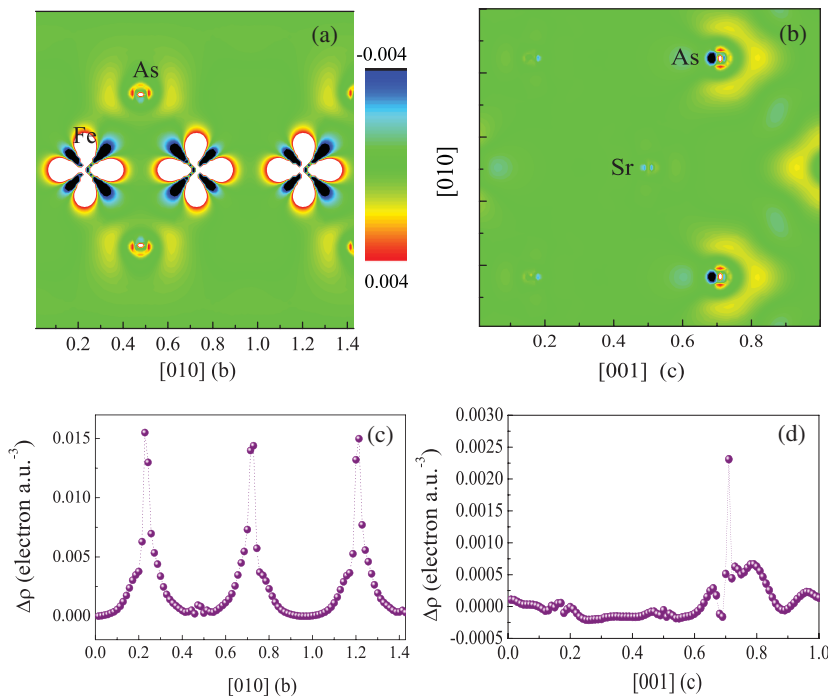 (a)
As
Fe
0.2 0.4 0.6 0.8 1.0 1.2 1.4
[010] (b)
-0.004
0.004
(b)
As
Sr
[010]
0.2 0.4 0.6 0.8
[001] (c)
(c)
Δρ (electron a.u.⁻³)
0.015
0.010
0.005
0.000
0.0 0.2 0.4 0.6 0.8 1.0 1.2 1.4
[010] (b)
(d)
Δρ (electron a.u.⁻³)
0.0030
0.0025
0.0020
0.0015
0.0010
0.0005
0.0000
-0.0005
0.0 0.2 0.4 0.6 0.8 1.0
[001] (c)